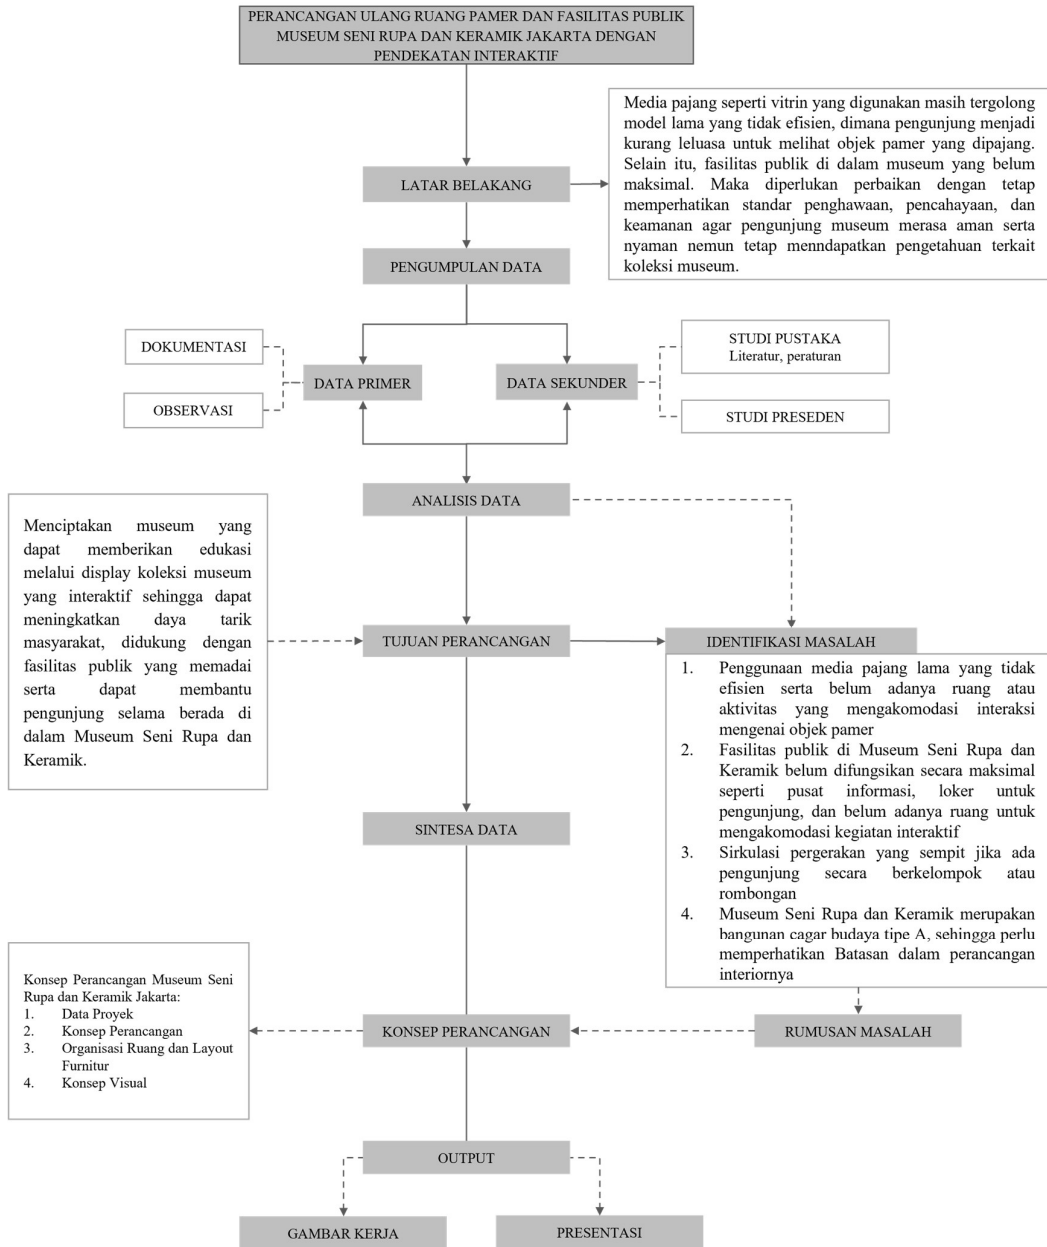 PERANCANGAN ULANG RUANG PAMER DAN FASILITAS PUBLIK
MUSEUM SENI RUPA DAN KERAMIK JAKARTA DENGAN
PENDEKATAN INTERAKTIF
Media pajang seperti vitrin yang digunakan masih tergolong
model lama yang tidak efisien, dimana pengunjung menjadi
kurang leluasa untuk melihat objek pamer yang dipajang.
Selain itu, fasilitas publik di dalam museum yang belum
maksimal. Maka diperlukan perbaikan dengan tetap
memperhatikan standar penghawaan, pencahayaan, dan
keamanan agar pengunjung museum merasa aman serta
nyaman nemun tetap menndapatkan pengetahuan terkait
koleksi museum.
LATAR BELAKANG
PENGUMPULAN DATA
DOKUMENTASI
OBSERVASI
DATA PRIMER
DATA SEKUNDER
STUDI PUSTAKA
Literatur, peraturan
STUDI PRESEDEN
ANALISIS DATA
Menciptakan museum yang
dapat memberikan edukasi
melalui display koleksi museum
yang interaktif sehingga dapat
meningkatkan daya tarik
masyarakat, didukung dengan
fasilitas publik yang memadai
serta dapat membantu
pengunjung selama berada di
dalam Museum Seni Rupa dan
Keramik.
TUJUAN PERANCANGAN
IDENTIFIKASI MASALAH
1. Penggunaan media pajang lama yang tidak
efisien serta belum adanya ruang atau
aktivitas yang mengakomodasi interaksi
mengenai objek pamer
2. Fasilitas publik di Museum Seni Rupa dan
Keramik belum difungsikan secara maksimal
seperti pusat informasi, loker untuk
pengunjung, dan belum adanya ruang untuk
mengakomodasi kegiatan interaktif
3. Sirkulasi pergerakan yang sempit jika ada
pengunjung secara berkelompok atau
rombongan
4. Museum Seni Rupa dan Keramik merupakan
bangunan cagar budaya tipe A, sehingga perlu
memperhatikan Batasan dalam perancangan
interiornya
SINTESA DATA
Konsep Perancangan Museum Seni
Rupa dan Keramik Jakarta:
1. Data Proyek
2. Konsep Perancangan
3. Organisasi Ruang dan Layout
Furnitur
4. Konsep Visual
KONSEP PERANCANGAN
RUMUSAN MASALAH
OUTPUT
GAMBAR KERJA
PRESENTASI